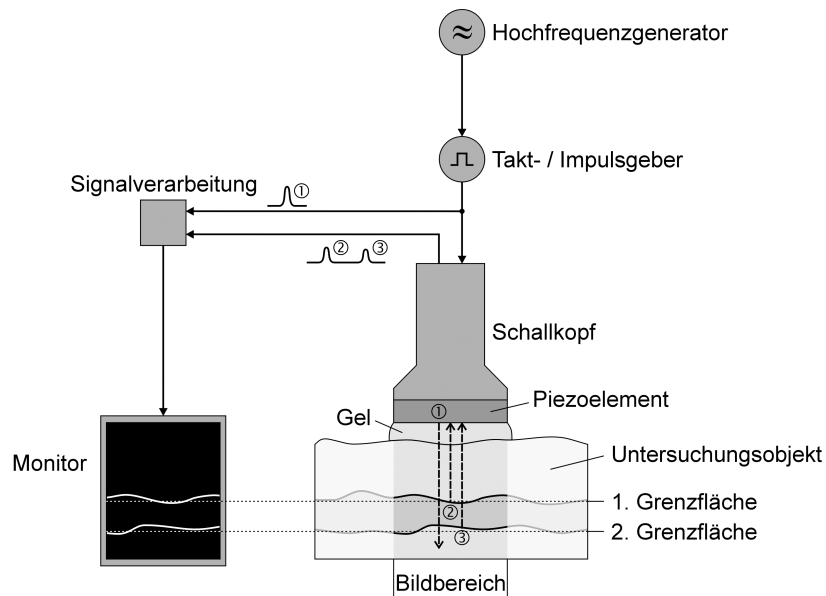 Hochfrequenzgenerator
Takt- / Impulsgeber
Signalverarbeitung
①
② ③
Schallkopf
①
Piezoelement
Gel
Untersuchungsobjekt
Monitor
1. Grenzfläche
②
2. Grenzfläche
③
Bildbereich